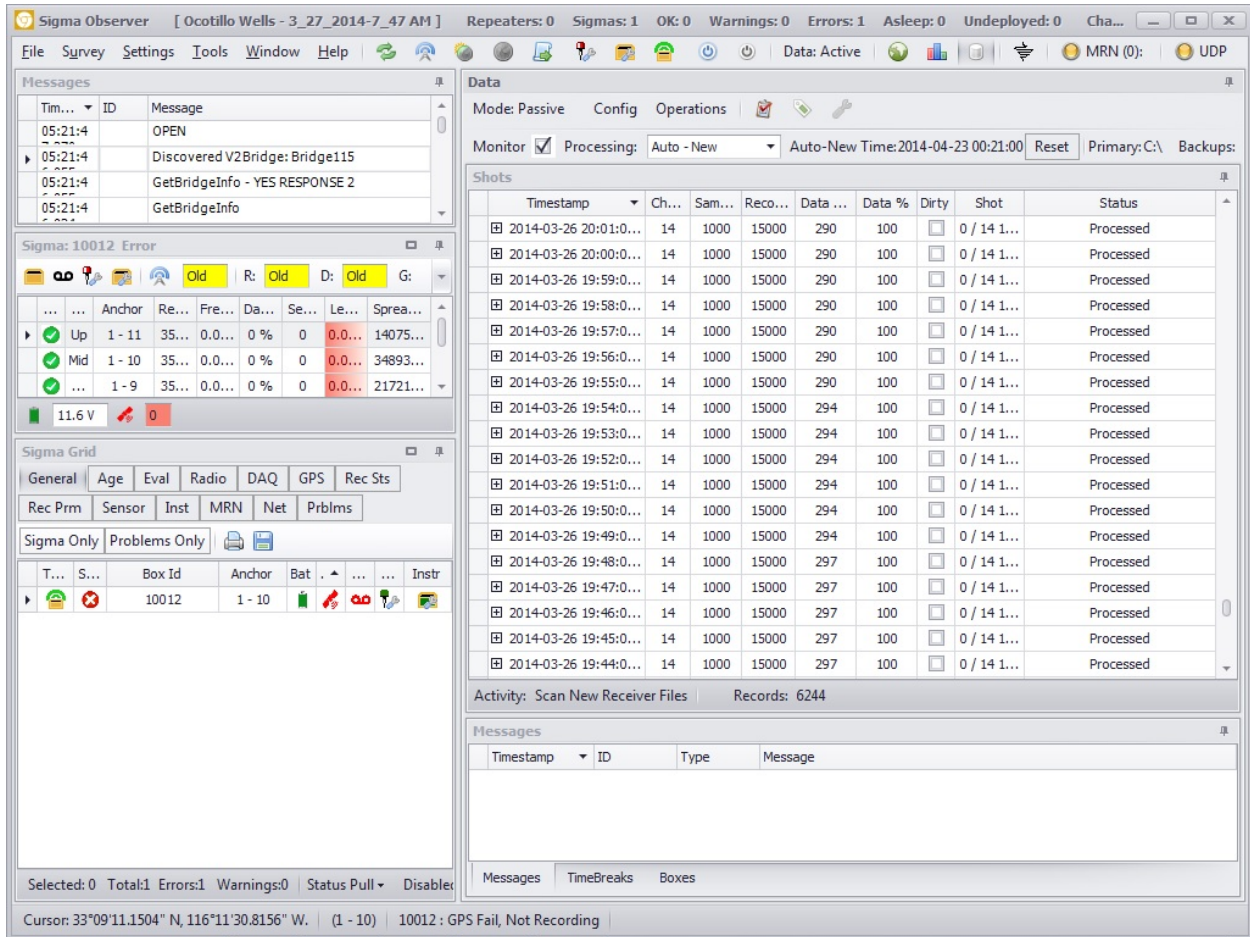 Sigma Observer [ Ocotillo Wells - 3_27_2014-7_47 AM ] Repeaters: 0 Sigmas: 1 OK: 0 Warnings: 0 Errors: 1 Asleep: 0 Undeployed: 0 Cha...
File Survey Settings Tools Window Help Data: Active MRN (0): UDP
Messages
Tim... ID Message
05:21:4 OPEN
05:21:4 Discovered V2Bridge: Bridge115
05:21:4 GetBridgeInfo - YES RESPONSE 2
05:21:4 GetBridgeInfo
Sigma: 10012 Error
Old R: Old D: Old G:
... ... Anchor Re... Fre... Da... Se... Le... Sprea...
Up 1 - 11 35... 0.0... 0 % 0 0.0... 14075...
Mid 1 - 10 35... 0.0... 0 % 0 0.0... 34893...
... 1 - 9 35... 0.0... 0 % 0 0.0... 21721...
11.6 V 0
Sigma Grid
General Age Eval Radio DAQ GPS Rec Sts
Rec Prm Sensor Inst MRN Net Prblms
Sigma Only Problems Only
T... S... Box Id Anchor Bat . ... ... Instr
10012 1 - 10
Selected: 0 Total:1 Errors:1 Warnings:0 Status Pull Disabled
Data
Mode: Passive Config Operations
Monitor Processing: Auto - New Auto-New Time: 2014-04-23 00:21:00 Reset Primary: C:\ Backups:
Shots
Timestamp Ch... Sam... Reco... Data ... Data % Dirty Shot Status
2014-03-26 20:01:0... 14 1000 15000 290 100 0 / 14 1... Processed
2014-03-26 20:00:0... 14 1000 15000 290 100 0 / 14 1... Processed
2014-03-26 19:59:0... 14 1000 15000 290 100 0 / 14 1... Processed
2014-03-26 19:58:0... 14 1000 15000 290 100 0 / 14 1... Processed
2014-03-26 19:57:0... 14 1000 15000 290 100 0 / 14 1... Processed
2014-03-26 19:56:0... 14 1000 15000 290 100 0 / 14 1... Processed
2014-03-26 19:55:0... 14 1000 15000 290 100 0 / 14 1... Processed
2014-03-26 19:54:0... 14 1000 15000 294 100 0 / 14 1... Processed
2014-03-26 19:53:0... 14 1000 15000 294 100 0 / 14 1... Processed
2014-03-26 19:52:0... 14 1000 15000 294 100 0 / 14 1... Processed
2014-03-26 19:51:0... 14 1000 15000 294 100 0 / 14 1... Processed
2014-03-26 19:50:0... 14 1000 15000 294 100 0 / 14 1... Processed
2014-03-26 19:49:0... 14 1000 15000 294 100 0 / 14 1... Processed
2014-03-26 19:48:0... 14 1000 15000 297 100 0 / 14 1... Processed
2014-03-26 19:47:0... 14 1000 15000 297 100 0 / 14 1... Processed
2014-03-26 19:46:0... 14 1000 15000 297 100 0 / 14 1... Processed
2014-03-26 19:45:0... 14 1000 15000 297 100 0 / 14 1... Processed
2014-03-26 19:44:0... 14 1000 15000 297 100 0 / 14 1... Processed
Activity: Scan New Receiver Files Records: 6244
Messages
Timestamp ID Type Message
Messages TimeBreaks Boxes
Cursor: 33°09'11.1504" N, 116°11'30.8156" W. (1 - 10) 10012 : GPS Fail, Not Recording